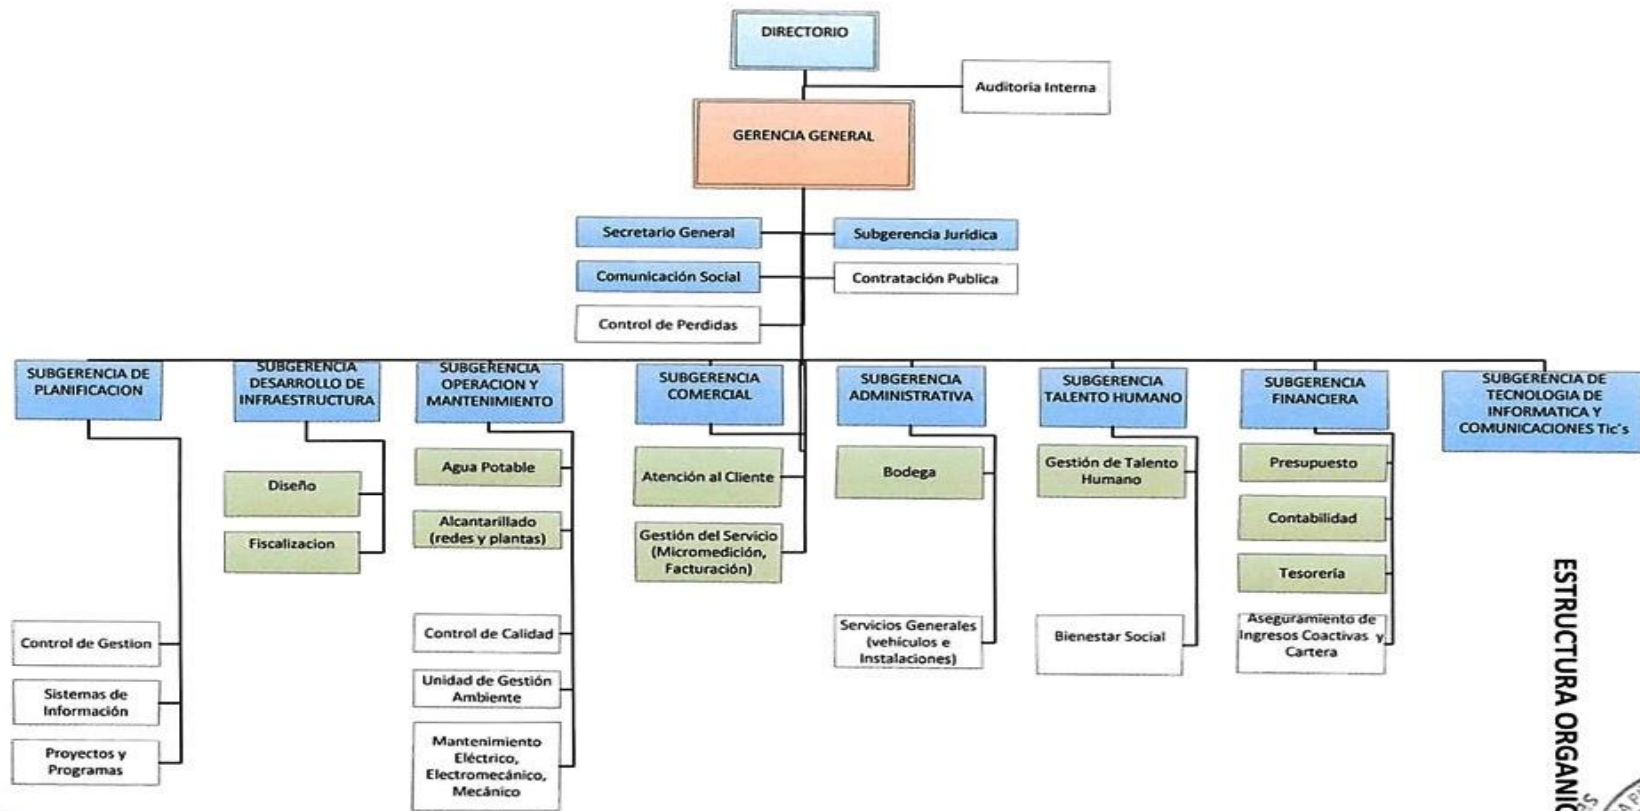 DIRECTORIO
Auditoria Interna
GERENCIA GENERAL
Secretario General
Subgerencia Jurídica
Comunicación Social
Contratación Publica
Control de Perdidas
SUBGERENCIA DE
PLANIFICACION
SUBGERENCIA
DESARROLLO DE
INFRAESTRUCTURA
SUBGERENCIA
OPERACION Y
MANTENIMIENTO
SUBGERENCIA
COMERCIAL
SUBGERENCIA
ADMINISTRATIVA
SUBGERENCIA
TALENTO HUMANO
SUBGERENCIA
FINANCIERA
SUBGERENCIA DE
TECNOLOGIA DE
INFORMATICA Y
COMUNICACIONES Tic's
Control de Gestion
Sistemas de
Información
Proyectos y
Programas
Diseño
Fiscalizacion
Agua Potable
Alcantarillado
(redes y plantas)
Control de Calidad
Unidad de Gestión
Ambiente
Mantenimiento
Eléctrico,
Electromecánico,
Mecánico
Atención al Cliente
Gestión del Servicio
(Micromedición,
Facturación)
Bodega
Servicios Generales
(vehículos e
Instalaciones)
Gestión de Talento
Humano
Bienestar Social
Presupuesto
Contabilidad
Tesorería
Aseguramiento de
Ingresos Coactivas y
Cartera
ESTRUCTURA ORGANIC